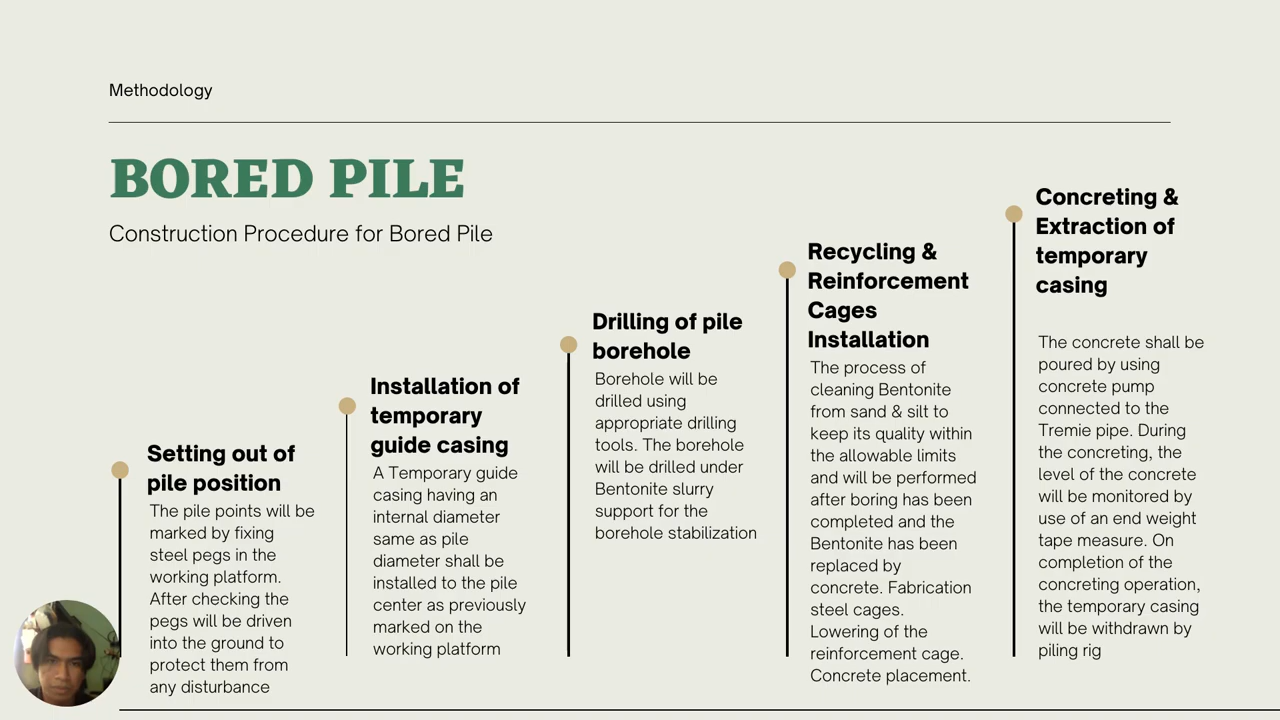 Methodology
BORED PILE
Construction Procedure for Bored Pile
Setting out of
pile position
The pile points will be
marked by fixing
steel pegs in the
working platform.
After checking the
pegs will be driven
into the ground to
protect them from
any disturbance
Installation of
temporary
guide casing
A Temporary guide
casing having an
internal diameter
same as pile
diameter shall be
installed to the pile
center as previously
marked on the
working platform
Drilling of pile
borehole
Borehole will be
drilled using
appropriate drilling
tools. The borehole
will be drilled under
Bentonite slurry
support for the
borehole stabilization
Recycling &
Reinforcement
Cages
Installation
The process of
cleaning Bentonite
from sand & silt to
keep its quality within
the allowable limits
and will be performed
after boring has been
completed and the
Bentonite has been
replaced by
concrete. Fabrication
steel cages.
Lowering of the
reinforcement cage.
Concrete placement.
Concreting &
Extraction of
temporary
casing
The concrete shall be
poured by using
concrete pump
connected to the
Tremie pipe. During
the concreting, the
level of the concrete
will be monitored by
use of an end weight
tape measure. On
completion of the
concreting operation,
the temporary casing
will be withdrawn by
piling rig